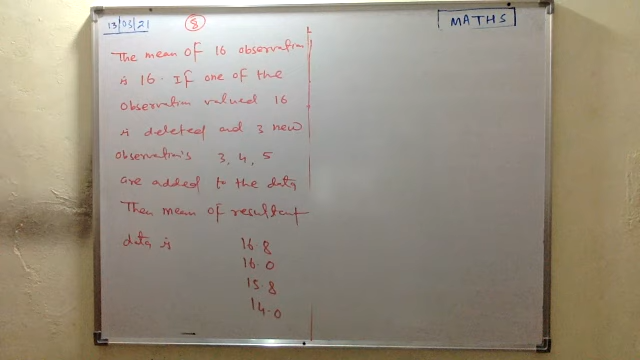 13/03/21
8
MATHS
The mean of 16 observation
is 16. If one of the
observation valued 16
is deleted and 3 new
observations 3, 4, 5
are added to the data
Then mean of resultant
data is
16.8
16.0
15.8
14.0